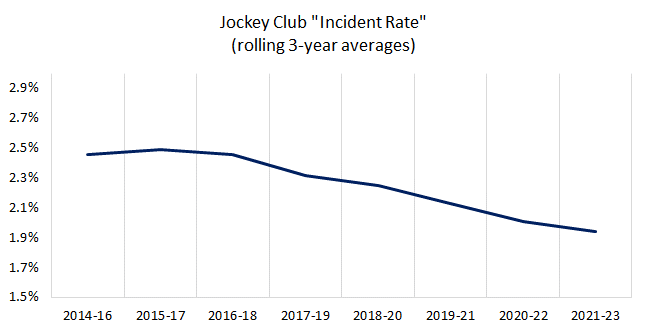 Jockey Club "Incident Rate"
(rolling 3-year averages)
2.9%
2.7%
2.5%
2.3%
2.1%
1.9%
1.7%
1.5%
2014-16 2015-17 2016-18 2017-19 2018-20 2019-21 2020-22 2021-23